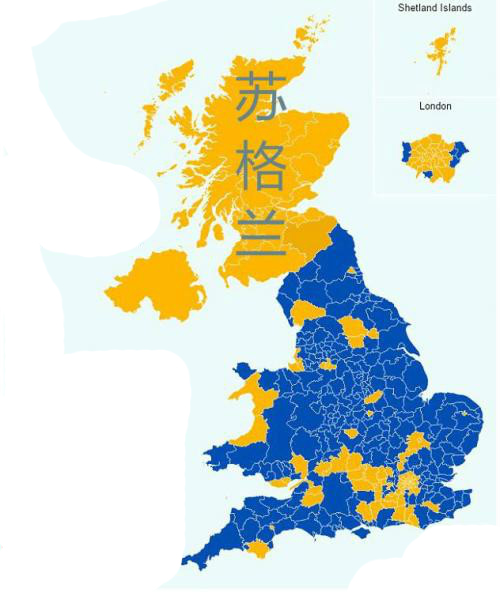 Shetland Islands
London
苏
格
兰